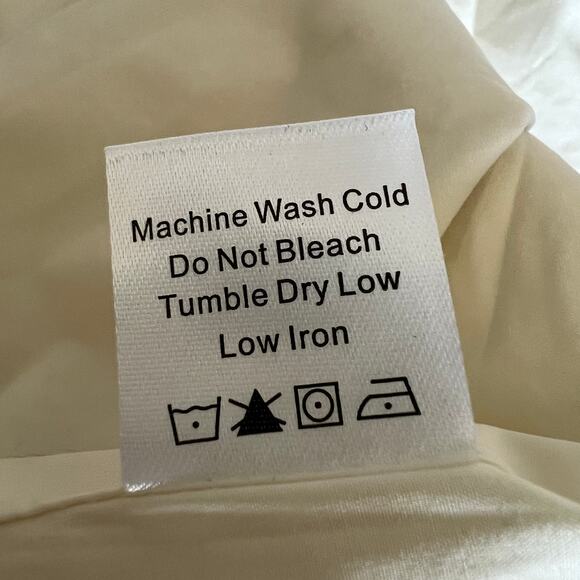 Machine Wash Cold
Do Not Bleach
Tumble Dry Low
Low Iron